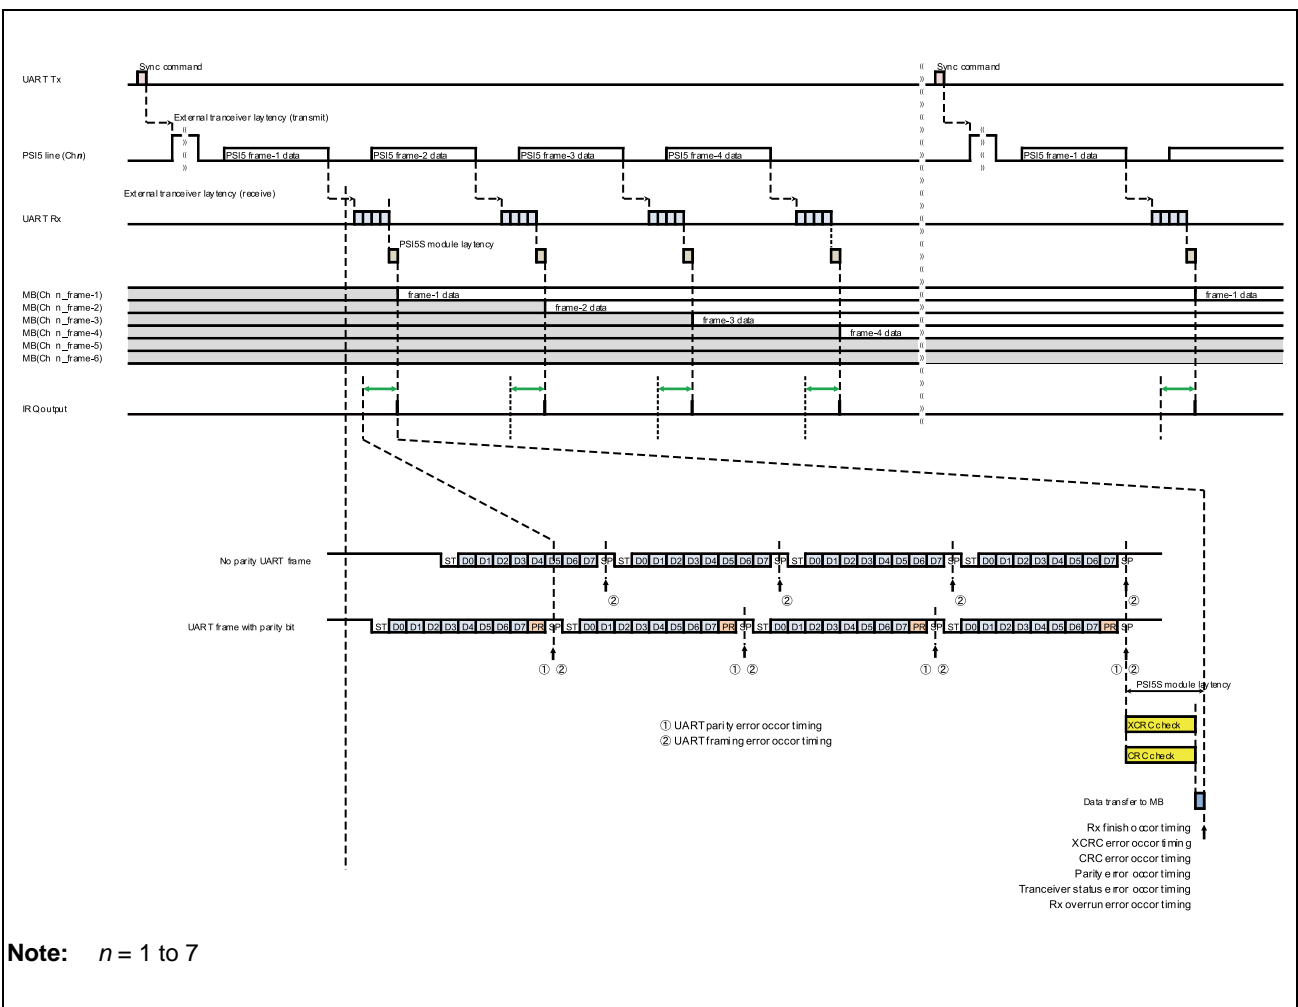 Sync command
Sync command
UART Tx
External tranceiver laytency (transmit)
PSI5 line (Chn)
PSI5 frame-1 data
PSI5 frame-2 data
PSI5 frame-3 data
PSI5 frame-4 data
PSI5 frame-1 data
External tranceiver laytency (receive)
UART Rx
PSI5S module laytency
MB(Ch n_frame-1)
frame-1 data
frame-1 data
MB(Ch n_frame-2)
frame-2 data
MB(Ch n_frame-3)
frame-3 data
MB(Ch n_frame-4)
frame-4 data
MB(Ch n_frame-5)
MB(Ch n_frame-6)
IRQ output
No parity UART frame
ST D0 D1 D2 D3 D4 D5 D6 D7 SP ST D0 D1 D2 D3 D4 D5 D6 D7 SP ST D0 D1 D2 D3 D4 D5 D6 D7 SP ST D0 D1 D2 D3 D4 D5 D6 D7 SP
② ② ② ②
UART frame with parity bit
ST D0 D1 D2 D3 D4 D5 D6 D7 PR SP ST D0 D1 D2 D3 D4 D5 D6 D7 PR SP ST D0 D1 D2 D3 D4 D5 D6 D7 PR SP ST D0 D1 D2 D3 D4 D5 D6 D7 PR SP
① ② ① ② ① ② ① ②
PSI5S module laytency
① UART parity error occor timing
② UART framing error occor timing
XCRC check
CRC check
Data transfer to MB
Rx finish occor timing
XCRC error occor timing
CRC error occor timing
Parity error occor timing
Tranceiver status error occor timing
Rx overrun error occor timing
Note: n = 1 to 7